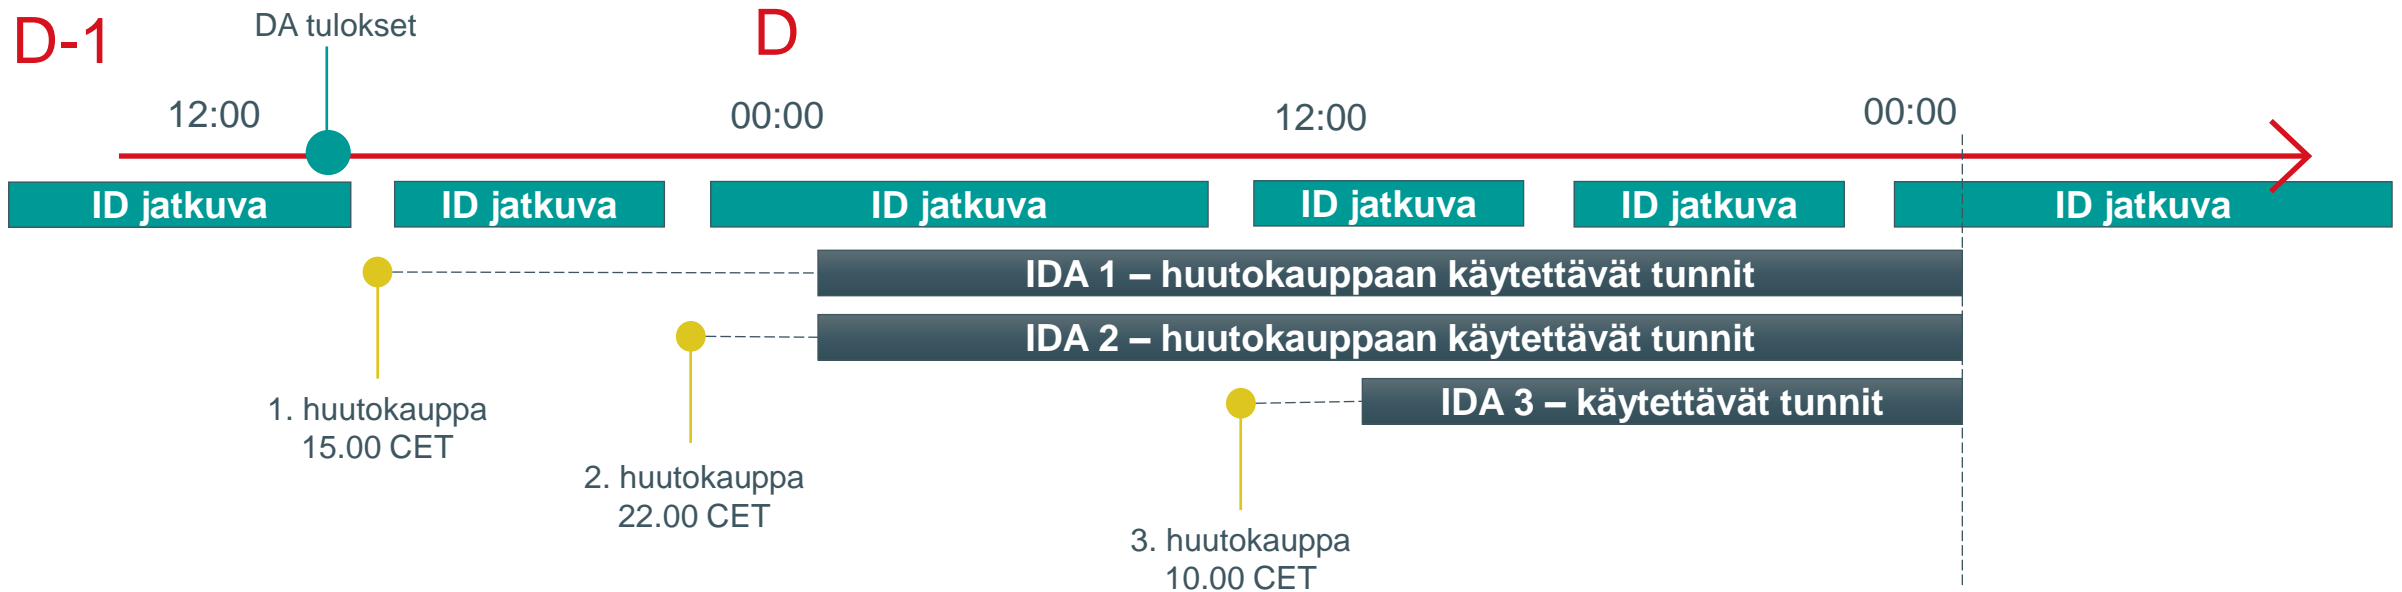 D-1
DA tulokset
D
12:00
00:00
12:00
00:00
ID jatkuva
ID jatkuva
ID jatkuva
ID jatkuva
ID jatkuva
ID jatkuva
IDA 1 – huutokauppaan käytettävät tunnit
IDA 2 – huutokauppaan käytettävät tunnit
IDA 3 – käytettävät tunnit
1. huutokauppa
15.00 CET
2. huutokauppa
22.00 CET
3. huutokauppa
10.00 CET